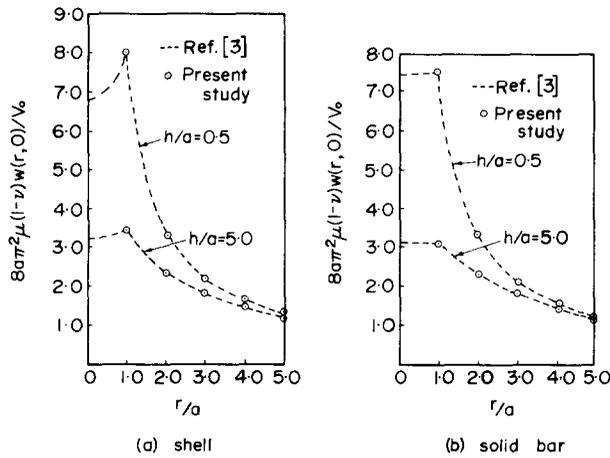 8.0
7.0
6.0
5.0
4.0
3.0
2.0
1.0
8aπ²μ(1-ν)w(r,0)/V₀
---- Ref. [3]
○ Present
study
h/a=0.5
h/a=5.0
0 1.0 2.0 3.0 4.0 5.0
r/a
(a) shell
8.0
7.0
6.0
5.0
4.0
3.0
2.0
1.0
8aπ²μ(1-ν)w(r,0)/V₀
---- Ref. [3]
○ Present
study
h/a=0.5
h/a=5.0
0 1.0 2.0 3.0 4.0 5.0
r/a
(b) solid bar